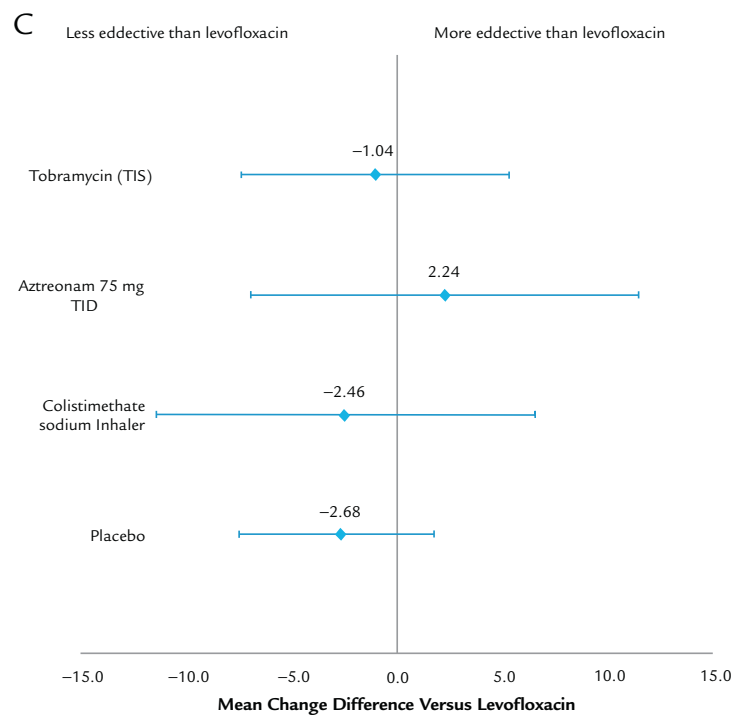 C
Less eddective than levofloxacin
More eddective than levofloxacin
−1.04
Tobramycin (TIS)
2.24
Aztreonam 75 mg
TID
−2.46
Colistimethate
sodium Inhaler
−2.68
Placebo
−15.0 −10.0 −5.0 0.0 5.0 10.0 15.0
Mean Change Difference Versus Levofloxacin